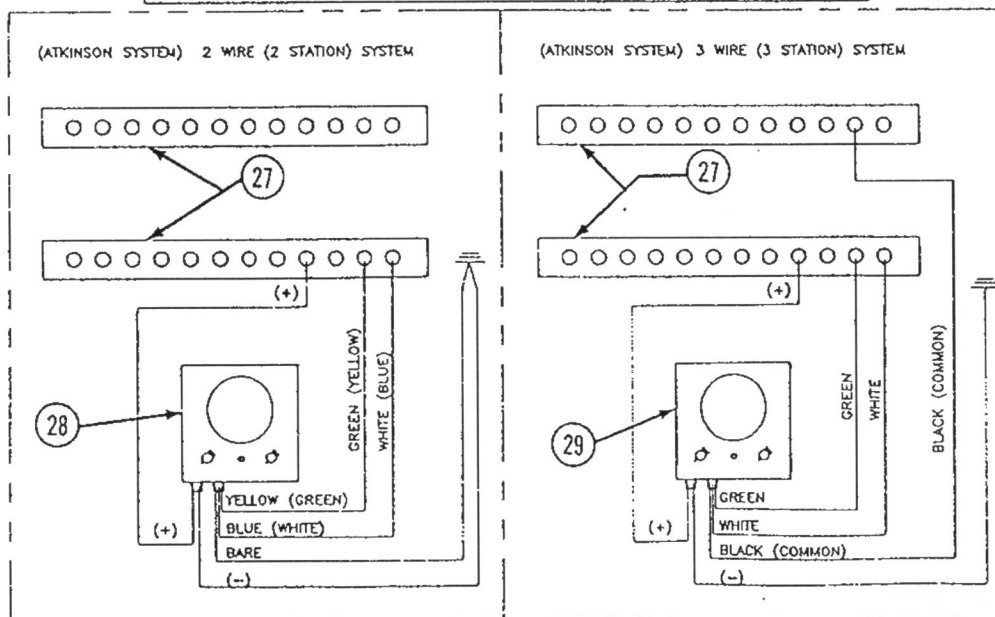 (ATKINSON SYSTEM) 2 WIRE (2 STATION) SYSTEM
27
(+)
GREEN (YELLOW)
WHITE (BLUE)
28
YELLOW (GREEN)
(+)
BLUE (WHITE)
BARE
(-)
(ATKINSON SYSTEM) 3 WIRE (3 STATION) SYSTEM
27
(+)
GREEN
WHITE
BLACK (COMMON)
29
GREEN
(+)
WHITE
BLACK (COMMON)
(-)